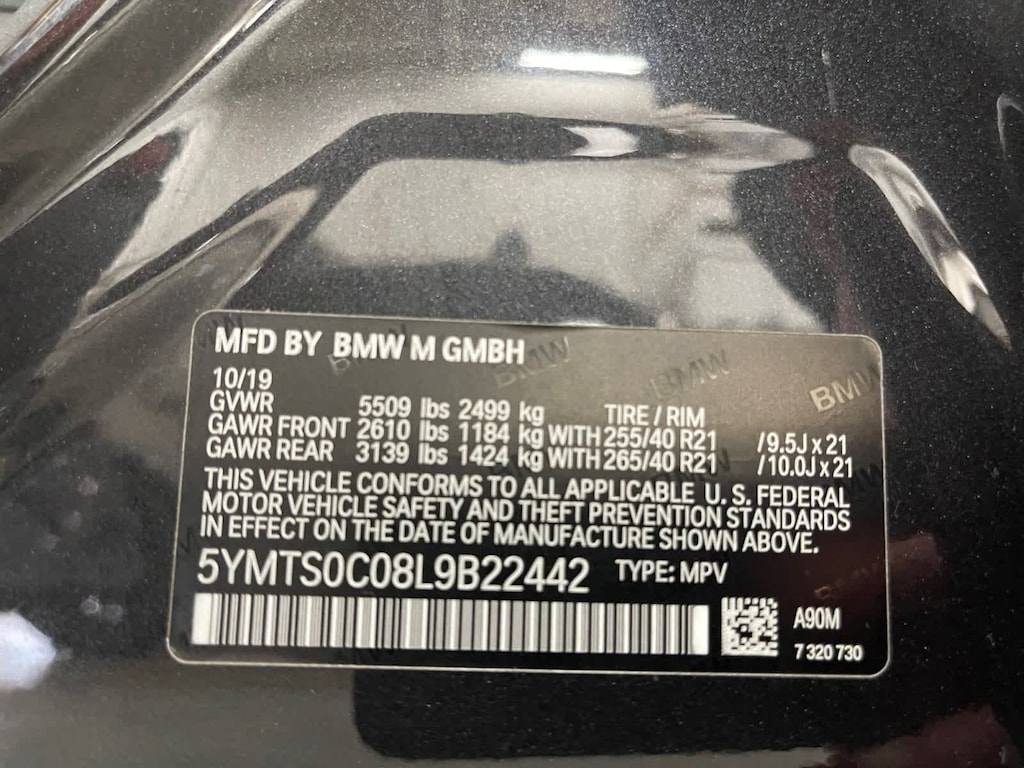 MFD BY BMW M GMBH
10/19
GVWR 5509 lbs 2499 kg TIRE / RIM
GAWR FRONT 2610 lbs 1184 kg WITH 255/40 R21 /9.5J x 21
GAWR REAR 3139 lbs 1424 kg WITH 265/40 R21 /10.0J x 21
THIS VEHICLE CONFORMS TO ALL APPLICABLE U. S. FEDERAL
MOTOR VEHICLE SAFETY AND THEFT PREVENTION STANDARDS
IN EFFECT ON THE DATE OF MANUFACTURE SHOWN ABOVE.
5YMTS0C08L9B22442 TYPE: MPV
A90M
7 320 730
BMW
BMW
BMW